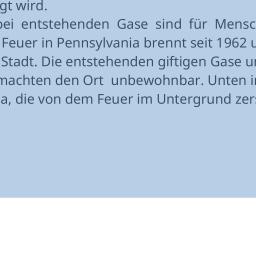 gt wird.
bei entstehenden Gase sind für Mensc
Feuer in Pennsylvania brennt seit 1962 u
Stadt. Die entstehenden giftigen Gase u
machten den Ort unbewohnbar. Unten i
a, die von dem Feuer im Untergrund zers